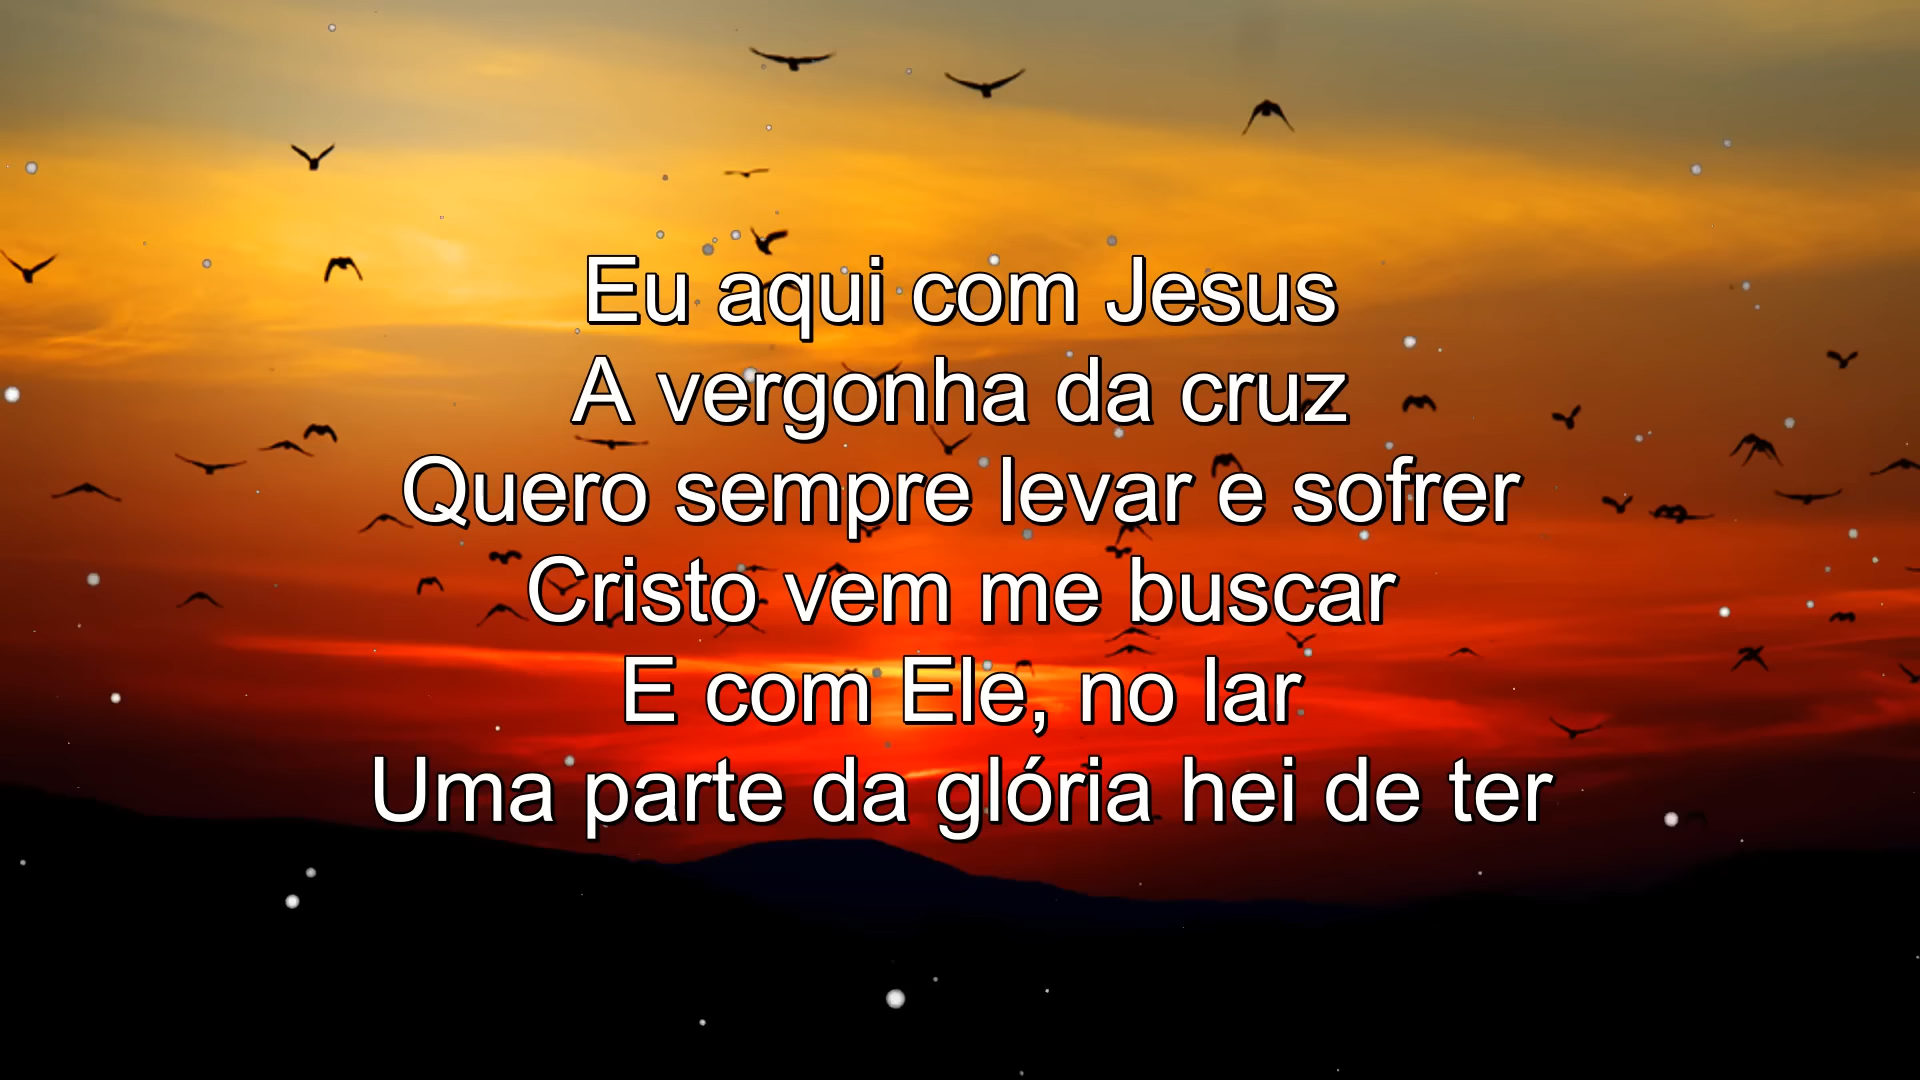 Eu aqui com Jesus
A vergonha da cruz
Quero sempre levar e sofrer
Cristo vem me buscar
E com Ele, no lar
Uma parte da glória hei de ter